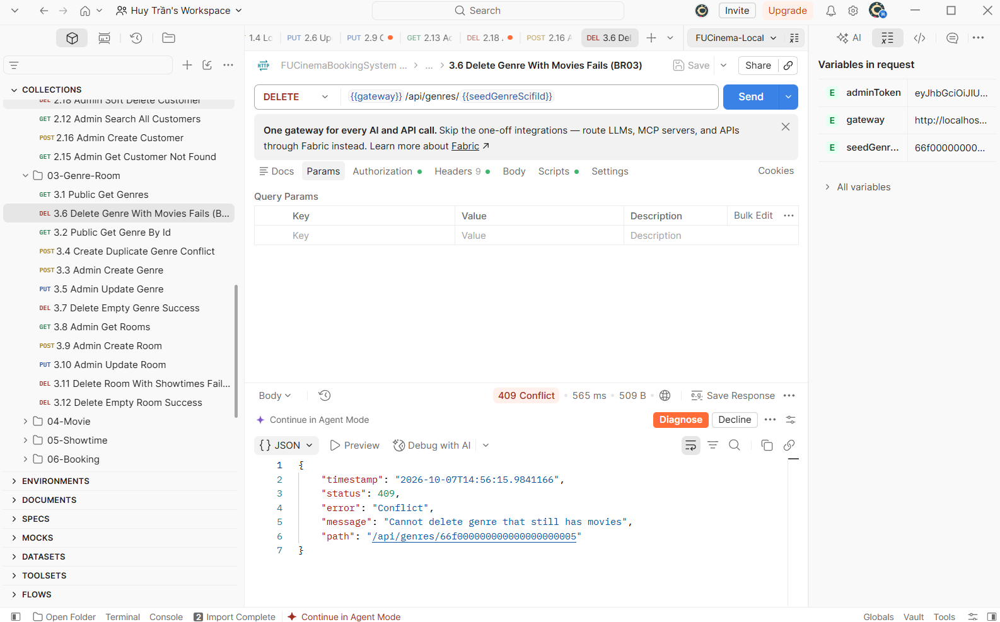 Huy Trần's Workspace
Search
Invite
Upgrade
H
1.4 Lo
PUT 2.6 Up
PUT 2.9 C
GET 2.13 Ac
DEL 2.18
POST 2.16 A
DEL 3.6 Del
FUCinema-Local
AI
COLLECTIONS
DEL 2.18 Admin Soft Delete Customer
GET 2.12 Admin Search All Customers
POST 2.16 Admin Create Customer
GET 2.15 Admin Get Customer Not Found
03-Genre-Room
GET 3.1 Public Get Genres
DEL 3.6 Delete Genre With Movies Fails (B...
GET 3.2 Public Get Genre By Id
POST 3.4 Create Duplicate Genre Conflict
POST 3.3 Admin Create Genre
PUT 3.5 Admin Update Genre
DEL 3.7 Delete Empty Genre Success
GET 3.8 Admin Get Rooms
POST 3.9 Admin Create Room
PUT 3.10 Admin Update Room
DEL 3.11 Delete Room With Showtimes Fail...
DEL 3.12 Delete Empty Room Success
04-Movie
05-Showtime
06-Booking
ENVIRONMENTS
DOCUMENTS
SPECS
MOCKS
DATASETS
TOOLSETS
FLOWS
HTTP FUCinemaBookingSystem ... > ... > 3.6 Delete Genre With Movies Fails (BR03)
Save
Share
DELETE
{{gateway}} /api/genres/ {{seedGenreScifiId}}
Send
One gateway for every AI and API call. Skip the one-off integrations — route LLMs, MCP servers, and APIs
through Fabric instead. Learn more about Fabric ↗
Docs
Params
Authorization
Headers 9
Body
Scripts
Settings
Cookies
Query Params
Key
Value
Description
Bulk Edit
Key
Value
Description
Body
409 Conflict
565 ms
509 B
e.g. Save Response
Continue in Agent Mode
Diagnose
Decline
{} JSON
Preview
Debug with AI
1 {
2 "timestamp": "2026-10-07T14:56:15.9841166",
3 "status": 409,
4 "error": "Conflict",
5 "message": "Cannot delete genre that still has movies",
6 "path": "/api/genres/66f000000000000000000005"
7 }
Variables in request
E adminToken eyJhbGciOiJIU...
E gateway http://localhos...
E seedGenr... 66f00000000...
All variables
Open Folder
Terminal
Console
2 Import Complete
Continue in Agent Mode
Globals
Vault
Tools